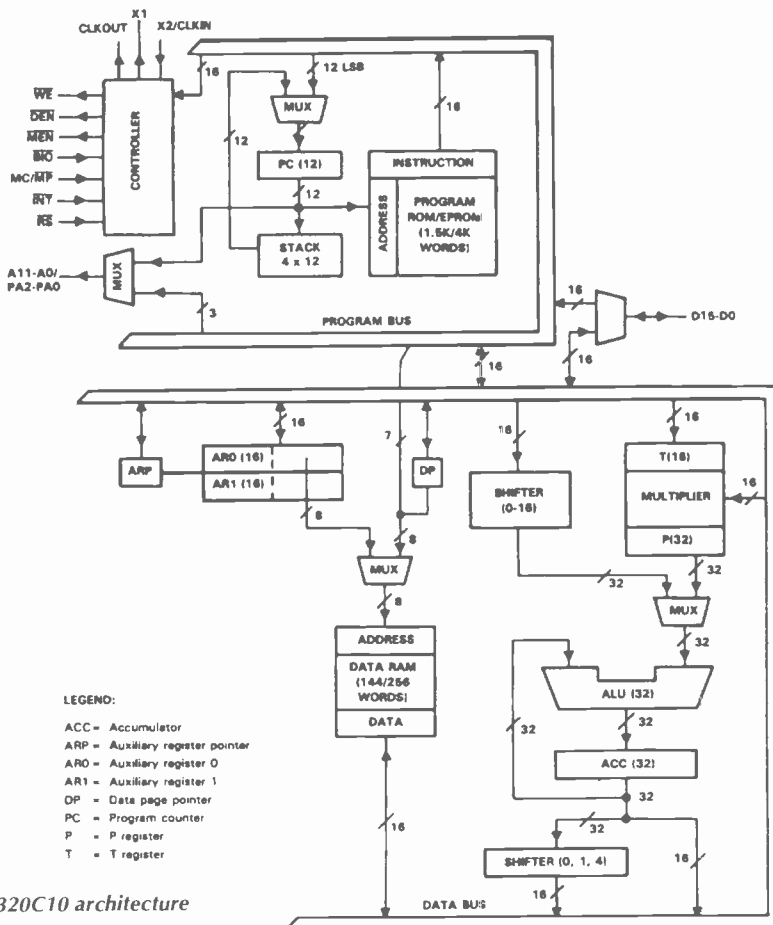 CLKOUT
X1
X2/CLKIN
WE
DEN
MEN
BIO
MC/MP
INT
RS
CONTROLLER
16
12 LSB
MUX
12
PC (12)
12
STACK
4 x 12
16
INSTRUCTION
ADDRESS
PROGRAM
ROM/EPROM
(1.5K/4K
WORDS)
A11-A0/
PA2-PA0
MUX
3
PROGRAM BUS
16
D15-D0
16
16
16
7
ARP
AR0 (16)
AR1 (16)
8
DP
8
MUX
8
ADDRESS
DATA RAM
(144/256
WORDS)
DATA
16
16
SHIFTER
(0-16)
32
16
T(16)
MULTIPLIER
P(32)
16
32
MUX
32
ALU (32)
32
32
ACC (32)
32
32
SHIFTER (0, 1, 4)
16
16
DATA BUS
LEGEND:
ACC = Accumulator
ARP = Auxiliary register pointer
AR0 = Auxiliary register 0
AR1 = Auxiliary register 1
DP = Data page pointer
PC = Program counter
P = P register
T = T register
320C10 architecture